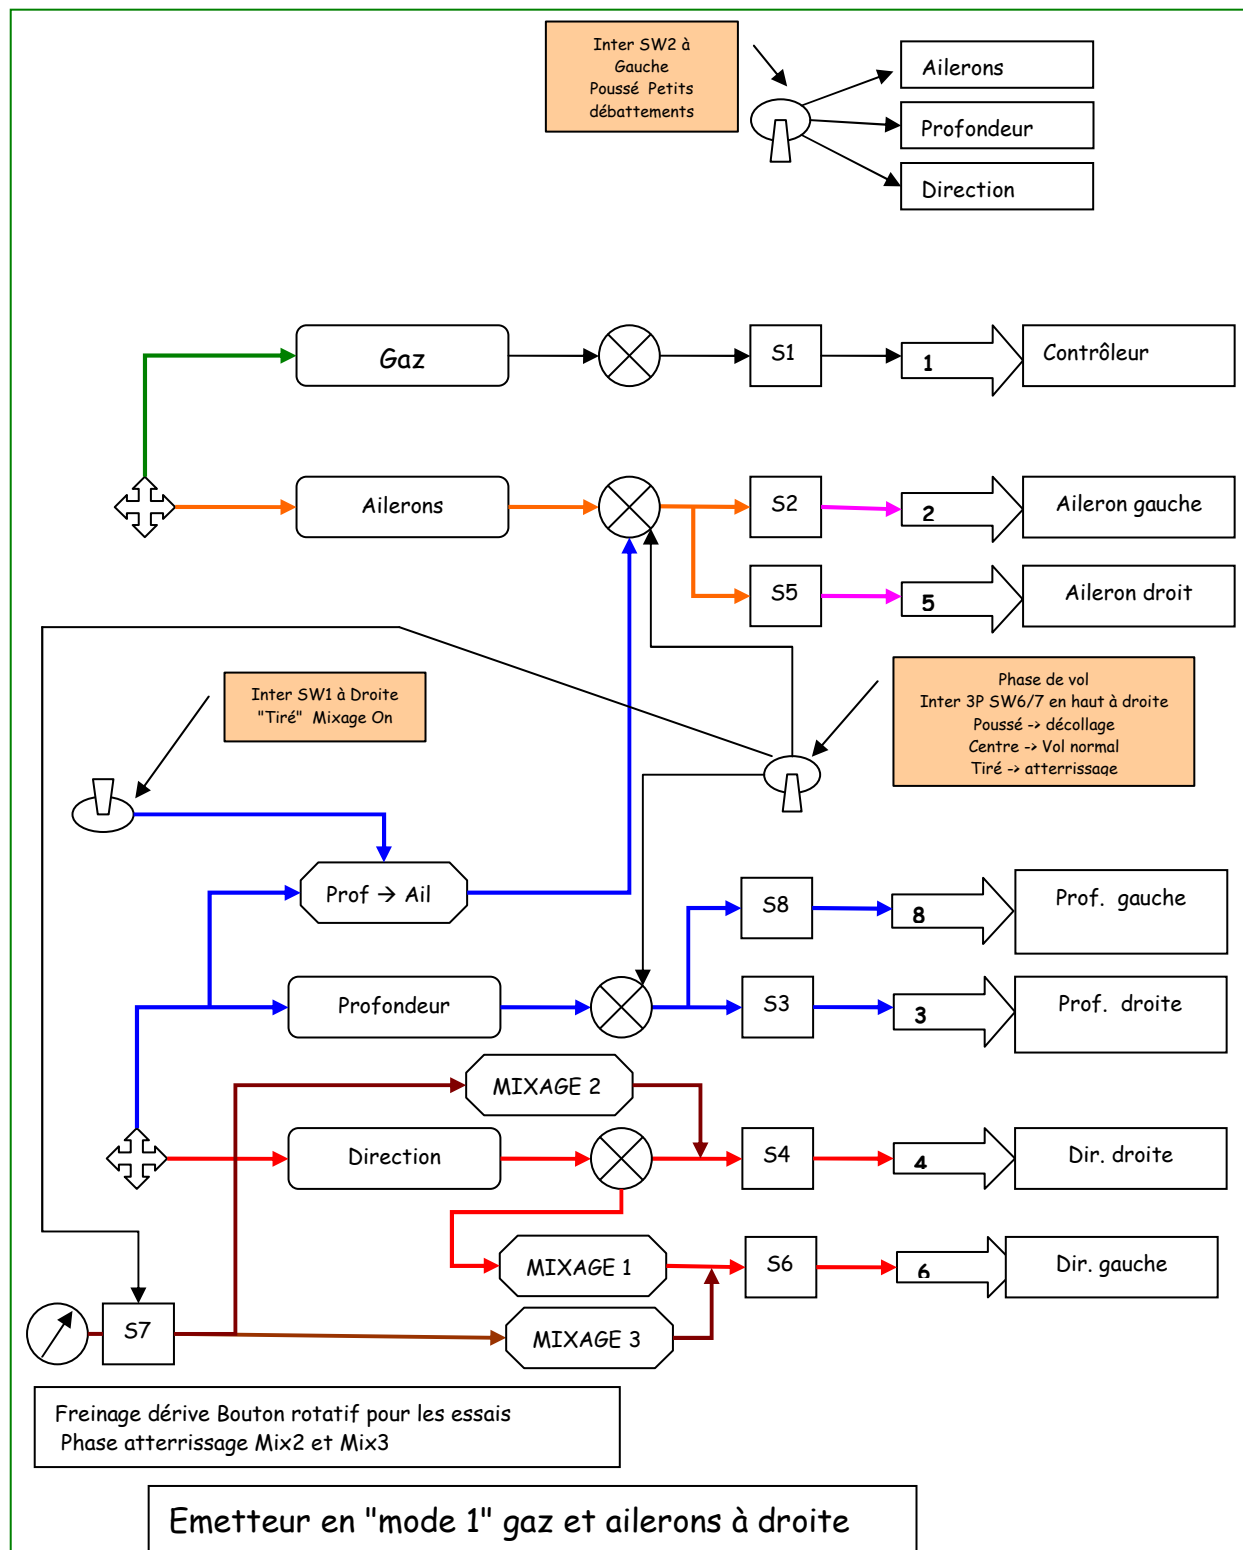 Inter SW2 à
Gauche
Poussé Petits
débattements
Ailerons
Profondeur
Direction
Gaz
S1
1
Contrôleur
Ailerons
S2
2
Aileron gauche
S5
5
Aileron droit
Inter SW1 à Droite
"Tiré" Mixage On
Phase de vol
Inter 3P SW6/7 en haut à droite
Poussé -> décollage
Centre -> Vol normal
Tiré -> atterrissage
Prof → Ail
S8
8
Prof. gauche
Profondeur
S3
3
Prof. droite
MIXAGE 2
Direction
S4
4
Dir. droite
MIXAGE 1
S6
6
Dir. gauche
S7
MIXAGE 3
Freinage dérive Bouton rotatif pour les essais
Phase atterrissage Mix2 et Mix3
Emetteur en "mode 1" gaz et ailerons à droite